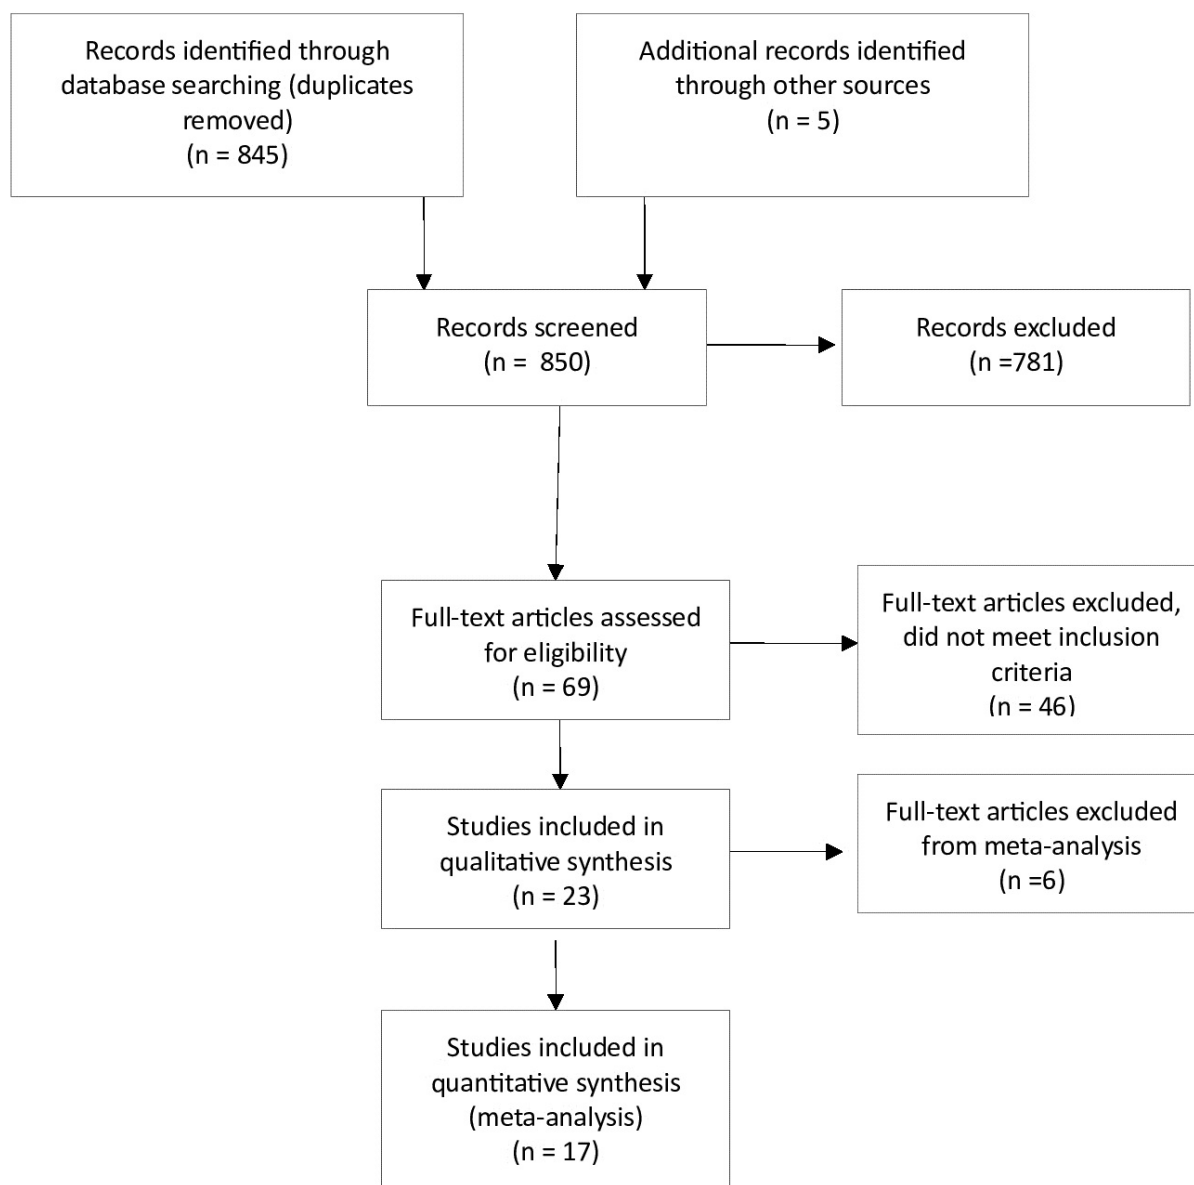 Records identified through
database searching (duplicates
removed)
(n = 845)
Additional records identified
through other sources
(n = 5)
Records screened
(n =  850)
Records excluded
(n =781)
Full-text articles assessed
for eligibility
(n = 69)
Full-text articles excluded,
did not meet inclusion
criteria
(n = 46)
Studies included in
qualitative synthesis
(n = 23)
Full-text articles excluded
from meta-analysis
(n =6)
Studies included in
quantitative synthesis
(meta-analysis)
(n = 17)